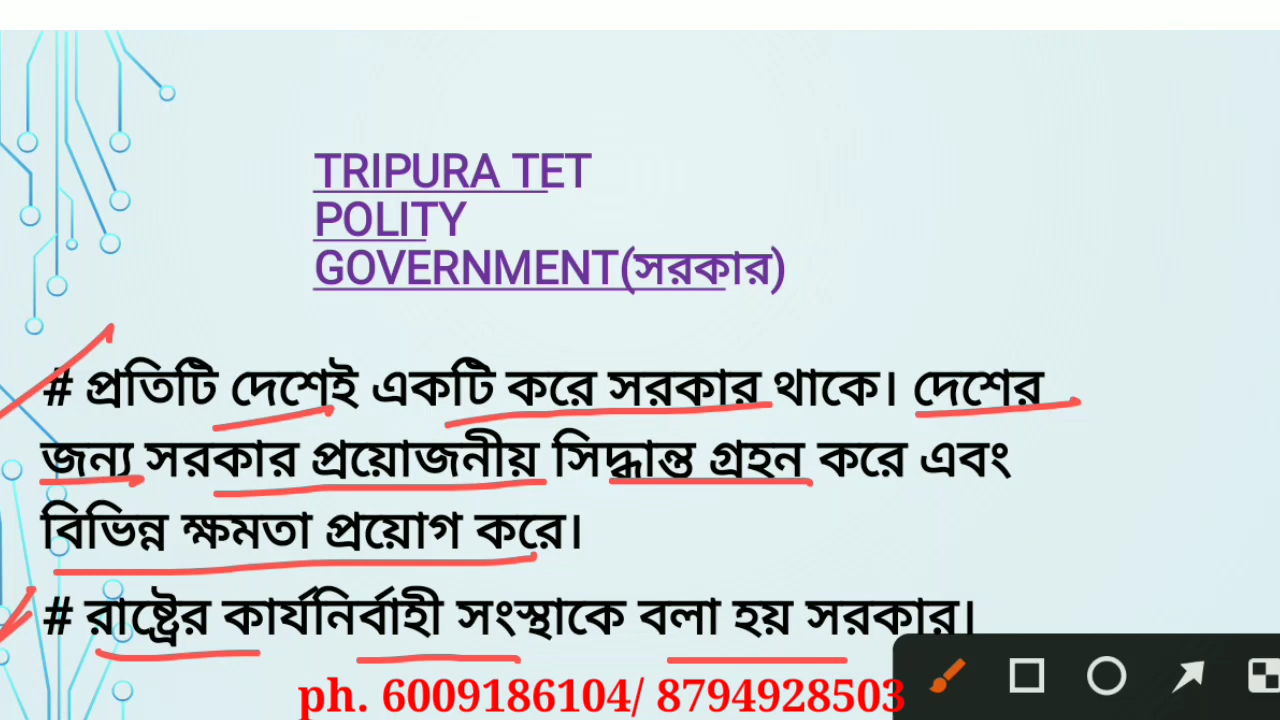 TRIPURA TET
POLITY
GOVERNMENT(সরকার)
# প্রতিটি দেশেই একটি করে সরকার থাকে। দেশের
জন্য সরকার প্রয়োজনীয় সিদ্ধান্ত গ্রহন করে এবং
বিভিন্ন ক্ষমতা প্রয়োগ করে।
# রাষ্ট্রের কার্যনির্বাহী সংস্থাকে বলা হয় সরকার।
ph. 6009186104/ 8794928503